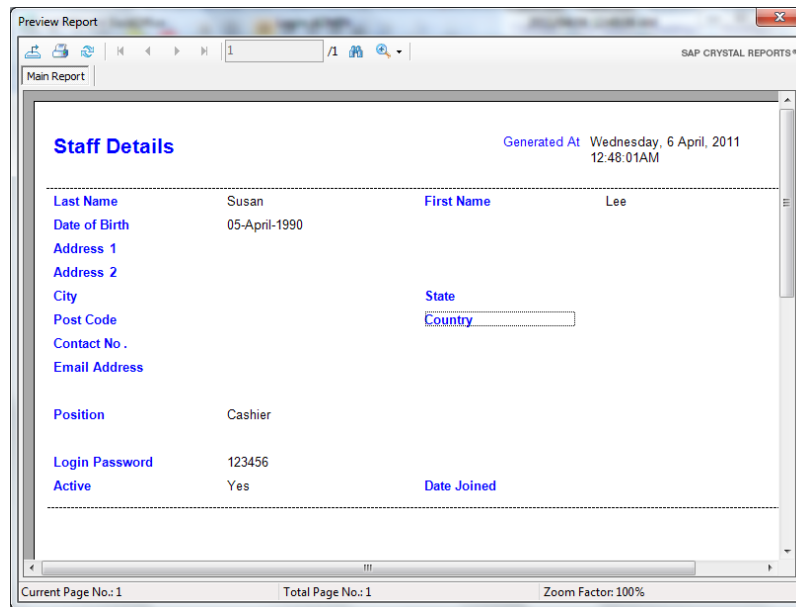 Preview Report
1 /1 SAP CRYSTAL REPORTS®
Main Report
Staff Details Generated At Wednesday, 6 April, 2011
12:48:01AM
Last Name Susan First Name Lee
Date of Birth 05-April-1990
Address 1
Address 2
City State
Post Code Country
Contact No .
Email Address
Position Cashier
Login Password 123456
Active Yes Date Joined
Current Page No.: 1 Total Page No.: 1 Zoom Factor: 100%